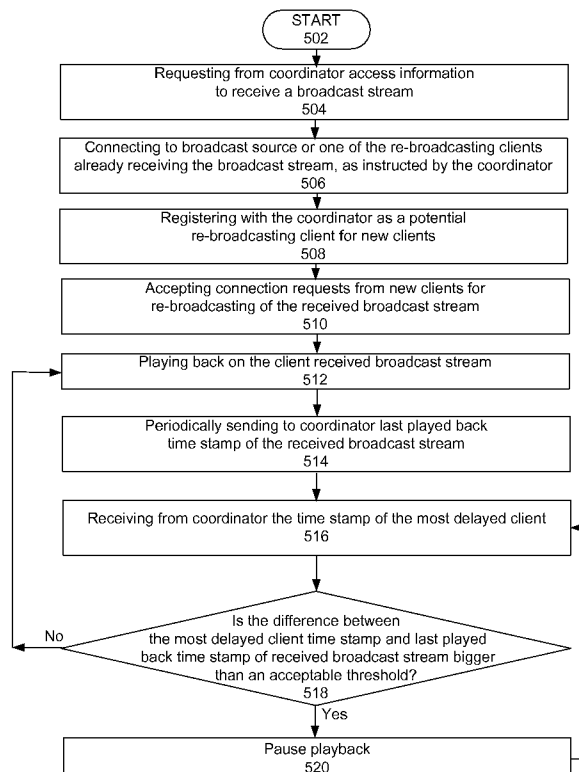 START
502
Requesting from coordinator access information
to receive a broadcast stream
504
Connecting to broadcast source or one of the re-broadcasting clients
already receiving the broadcast stream, as instructed by the coordinator
506
Registering with the coordinator as a potential
re-broadcasting client for new clients
508
Accepting connection requests from new clients for
re-broadcasting of the received broadcast stream
510
Playing back on the client received broadcast stream
512
Periodically sending to coordinator last played back
time stamp of the received broadcast stream
514
Receiving from coordinator the time stamp of the most delayed client
516
Is the difference between
the most delayed client time stamp and last played
back time stamp of received broadcast stream bigger
than an acceptable threshold?
518
No
Yes
Pause playback
520